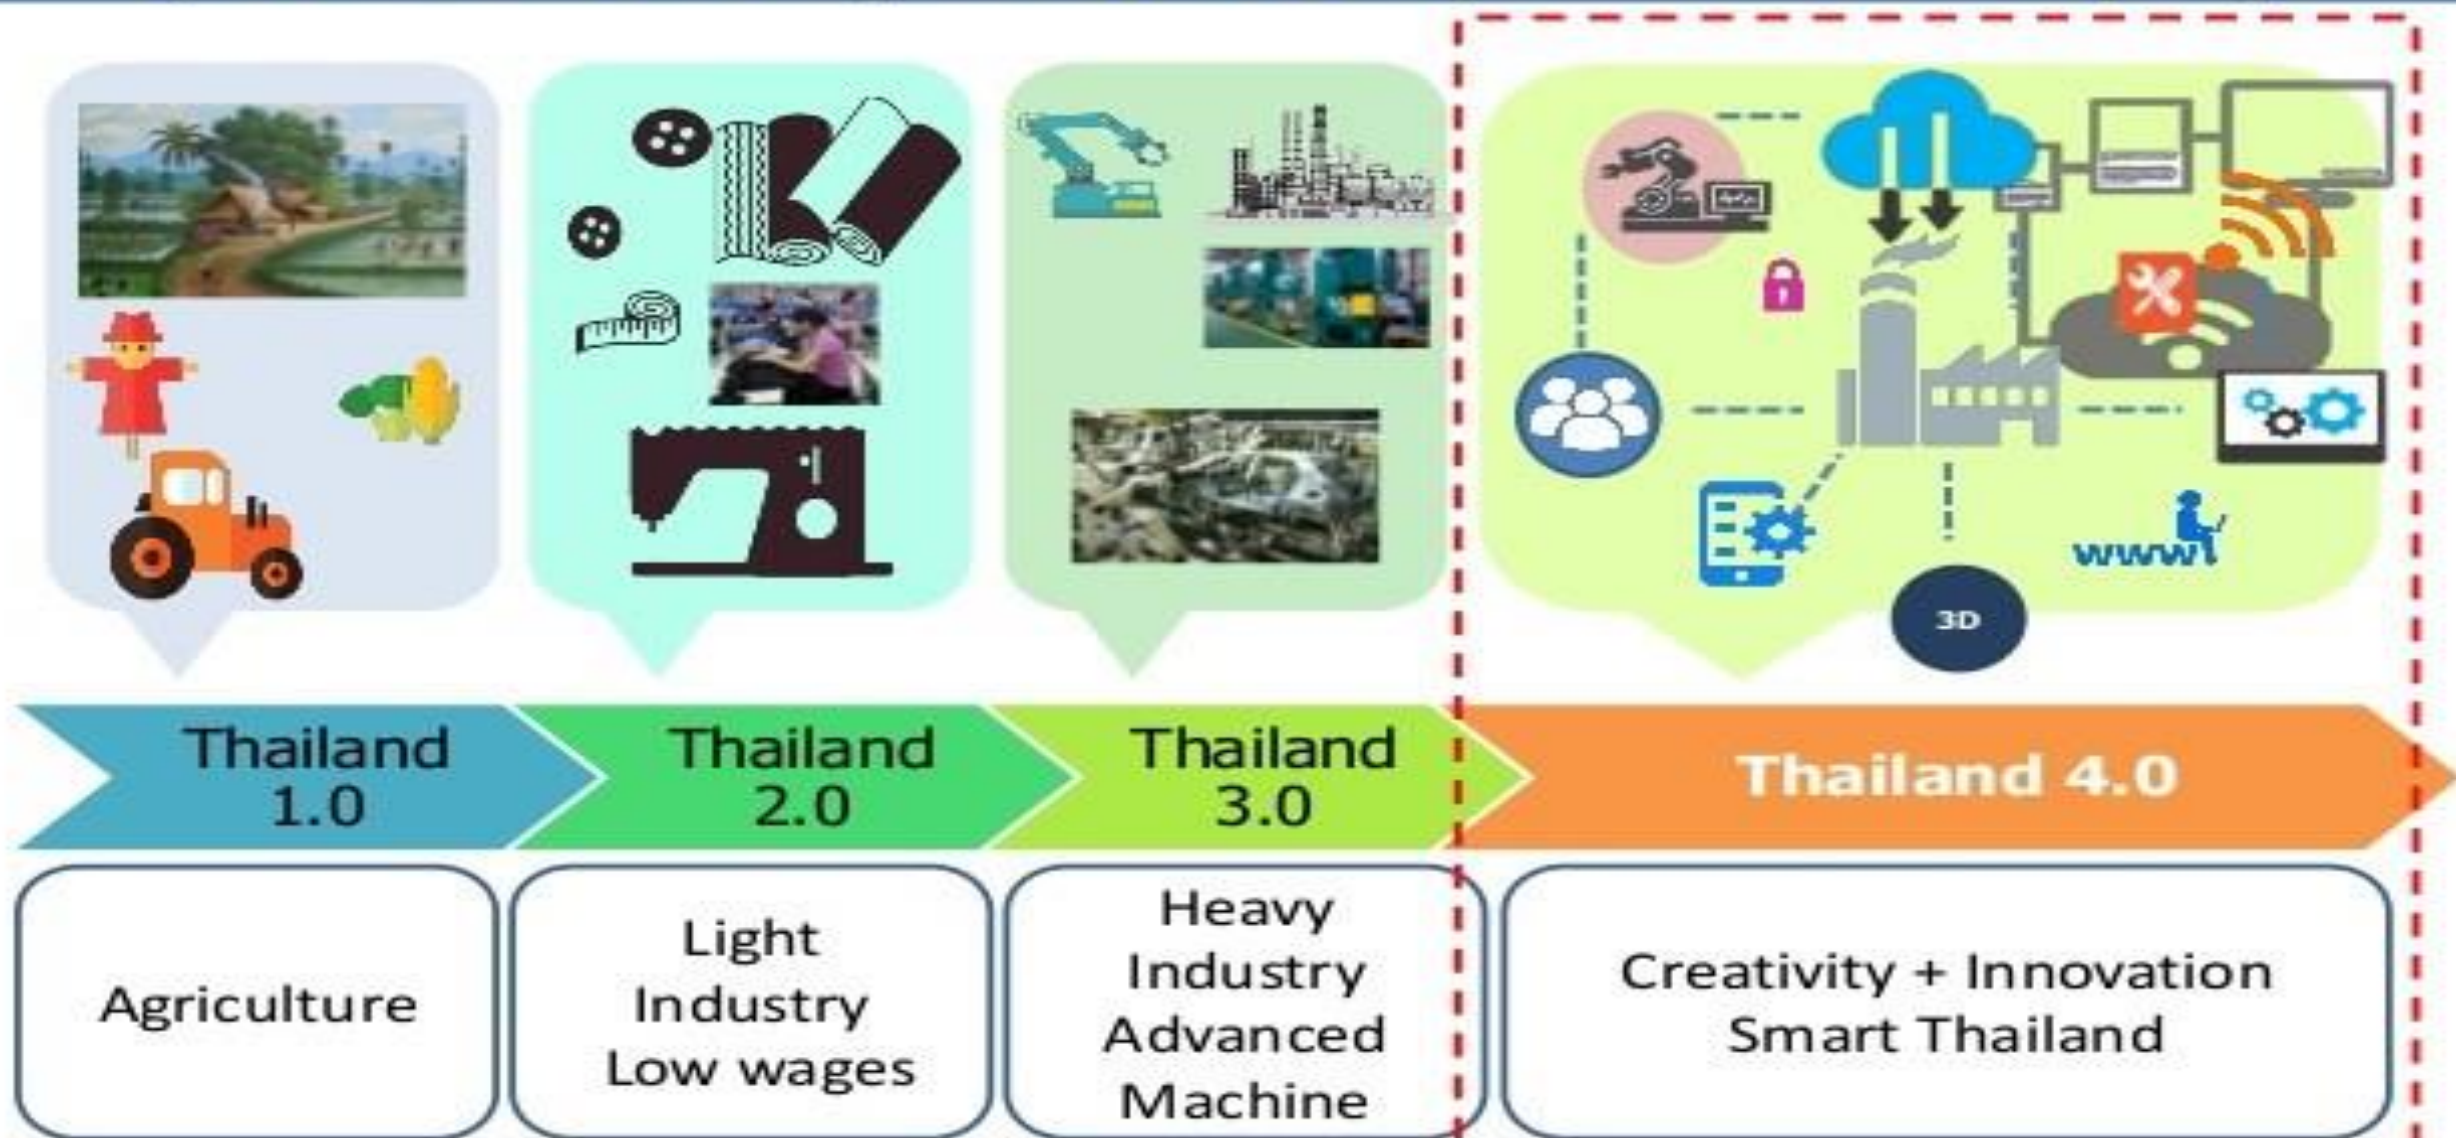 3D
www
Thailand
1.0
Thailand
2.0
Thailand
3.0
Thailand 4.0
Agriculture
Light
Industry
Low wages
Heavy
Industry
Advanced
Machine
Creativity + Innovation
Smart Thailand